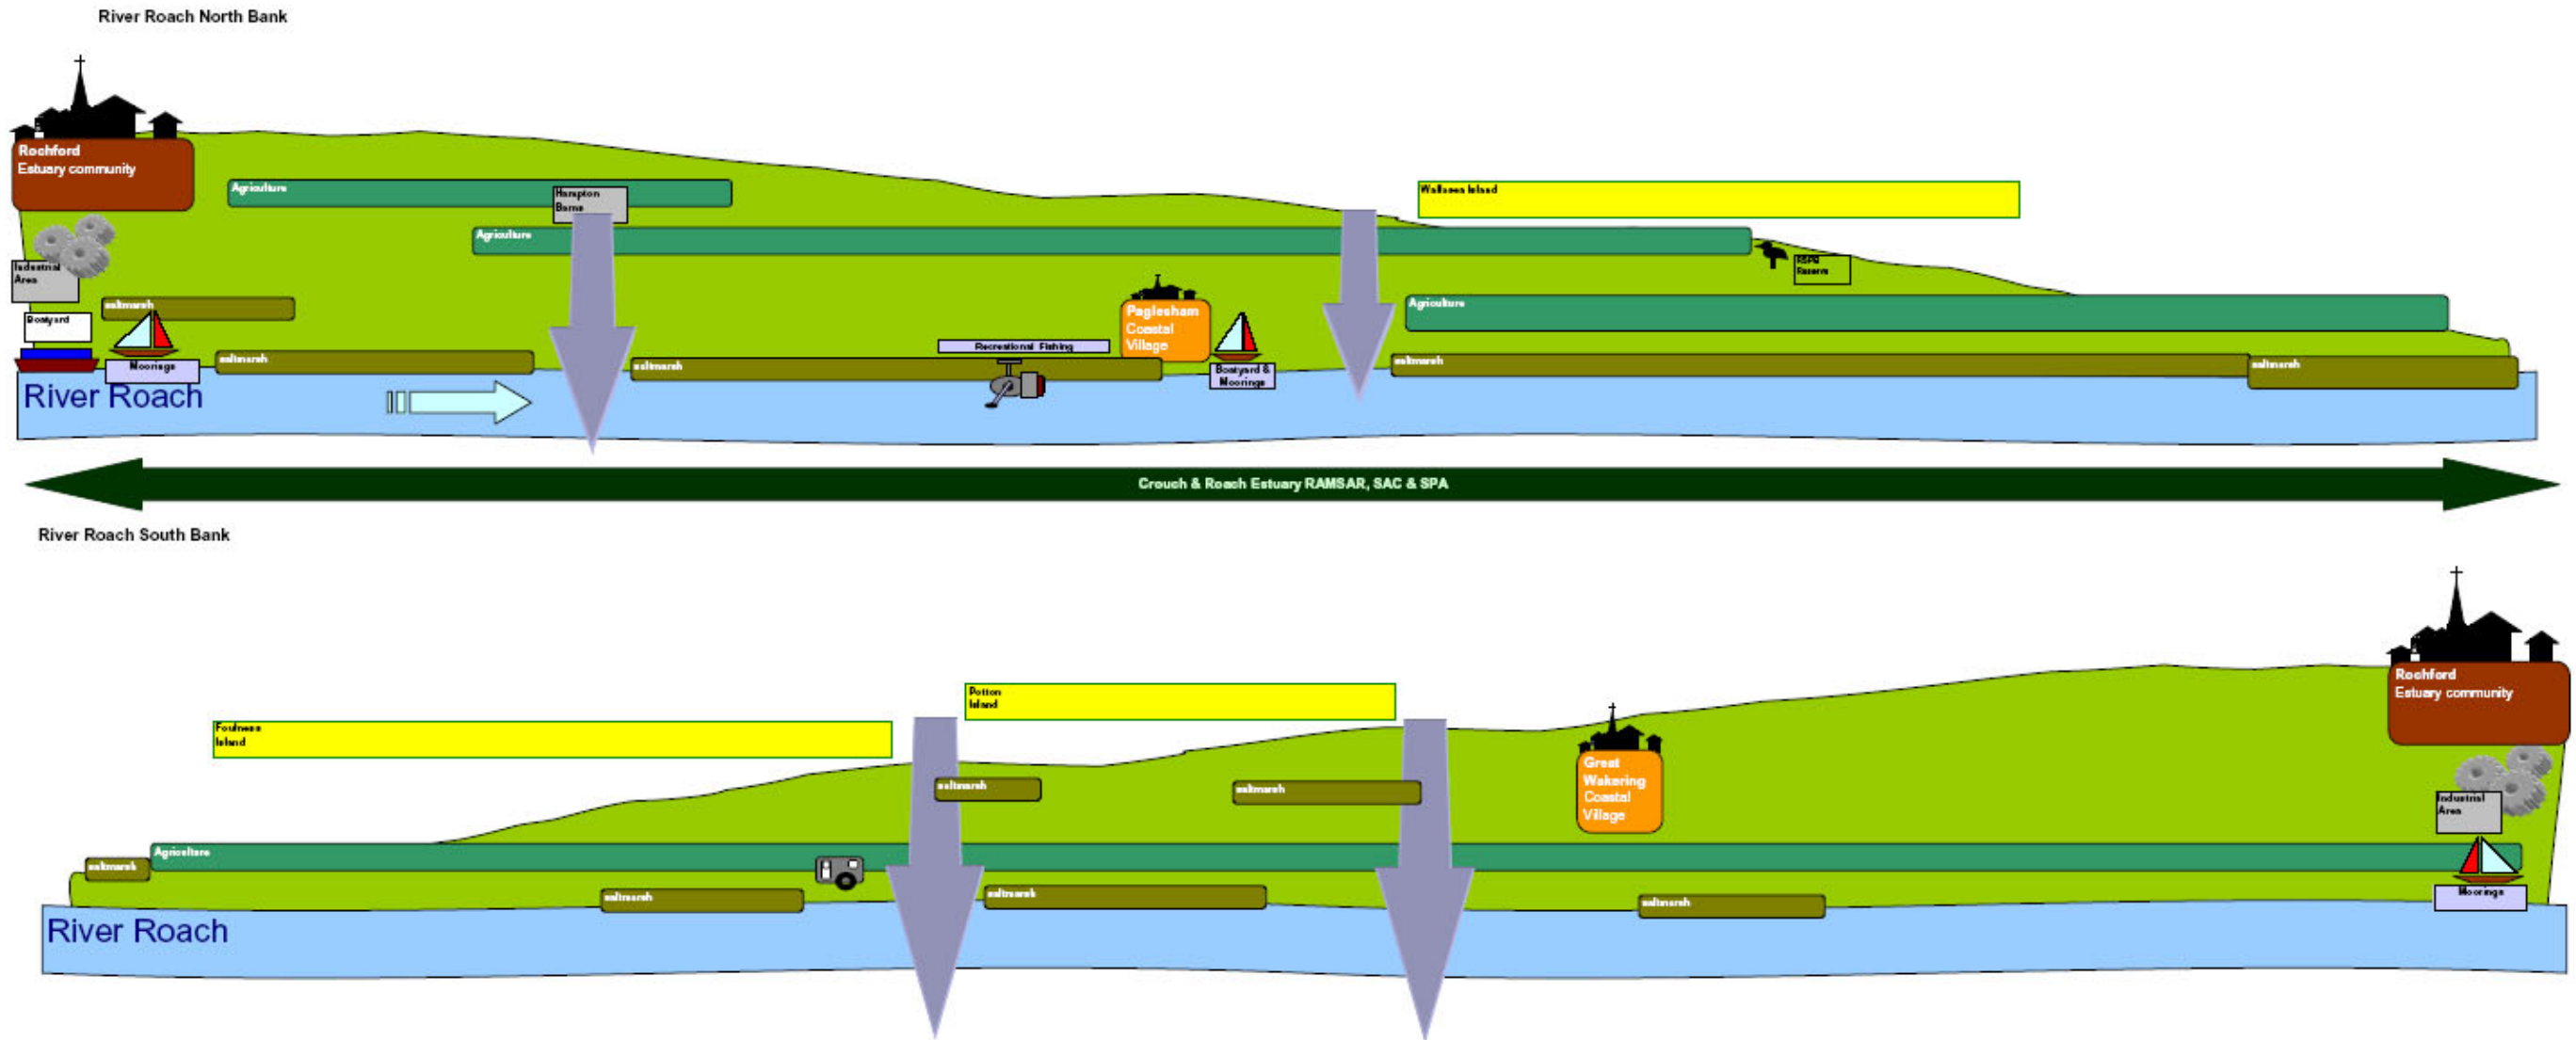 River Roach North Bank
Rochford
Estuary community
Agriculture
Hampton
Barns
Wallasea Island
Agriculture
RSPB
Reserve
Industrial
Area
saltmarsh
Agriculture
Boatyard
Paglesham
Coastal
Village
Recreational Fishing
Moorings
saltmarsh
saltmarsh
Boatyard &
Moorings
saltmarsh
saltmarsh
River Roach
Crouch & Roach Estuary RAMSAR, SAC & SPA
River Roach South Bank
Rochford
Estuary community
Potton
Island
Foulness
Island
Great
Wakering
Coastal
Village
saltmarsh
saltmarsh
Industrial
Area
Agriculture
saltmarsh
saltmarsh
saltmarsh
saltmarsh
Moorings
River Roach